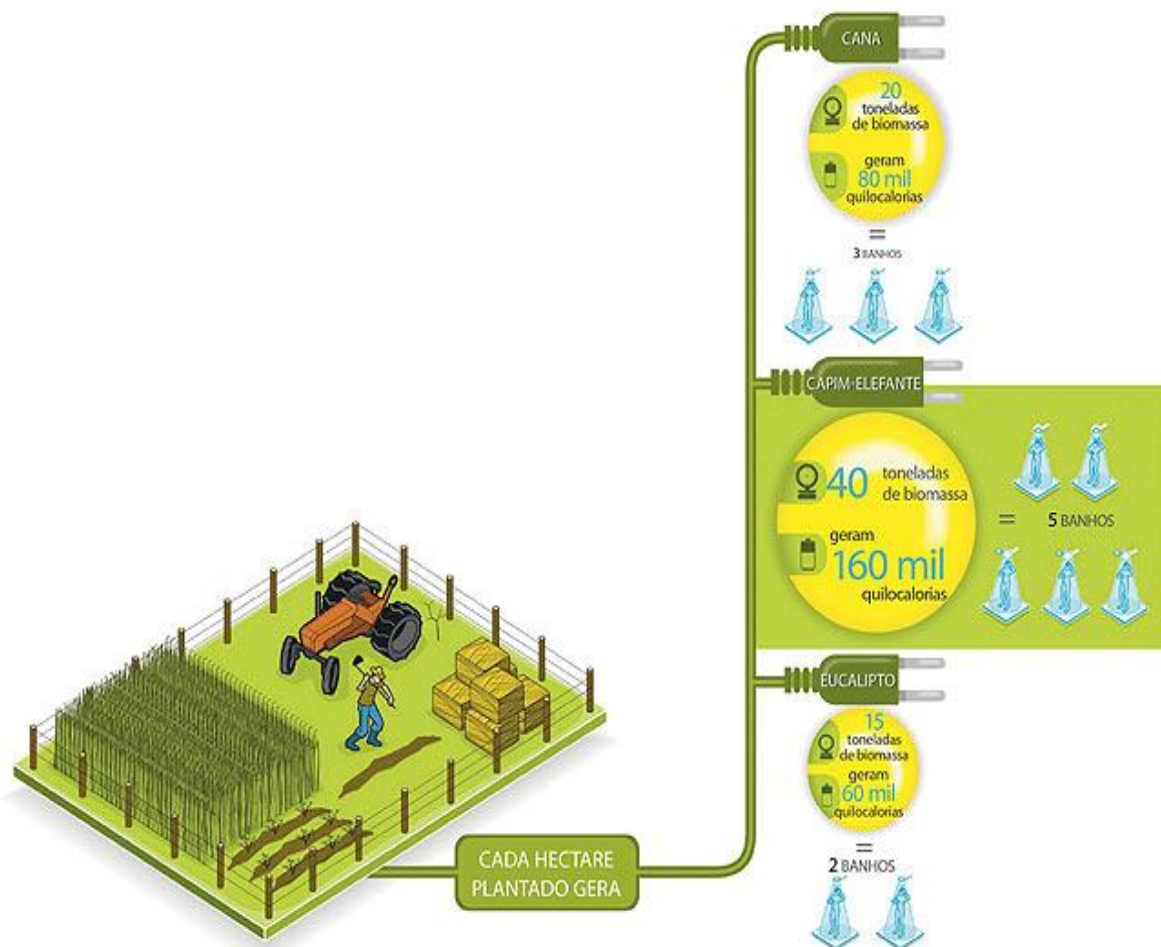 CANA
20
toneladas
de biomassa
geram
80 mil
quilocalorias
=
3 BANHOS
CAPIM-ELEFANTE
40 toneladas
de biomassa
geram
160 mil
quilocalorias
= 5 BANHOS
EUCALIPTO
15
toneladas
de biomassa
geram
60 mil
quilocalorias
=
2 BANHOS
CADA HECTARE
PLANTADO GERA